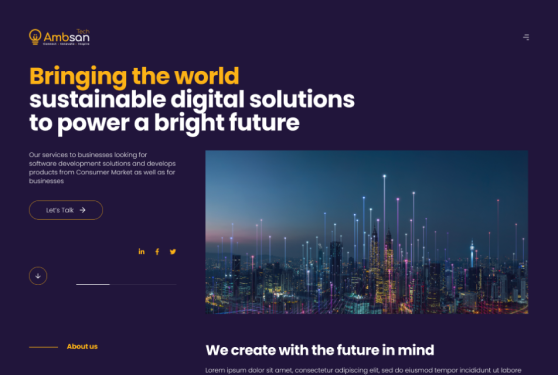 Tech
Ambsan
Bringing the world
sustainable digital solutions
to power a bright future
Our services to businesses looking for
software development solutions and develops
products from Consumer Market as well as for
businesses
Let's Talk
in
About us
We create with the future in mind
Lorem ipsum dolor sit amet, consectetur adipiscing elit, sed do eiusmod tempor incididunt ut labore